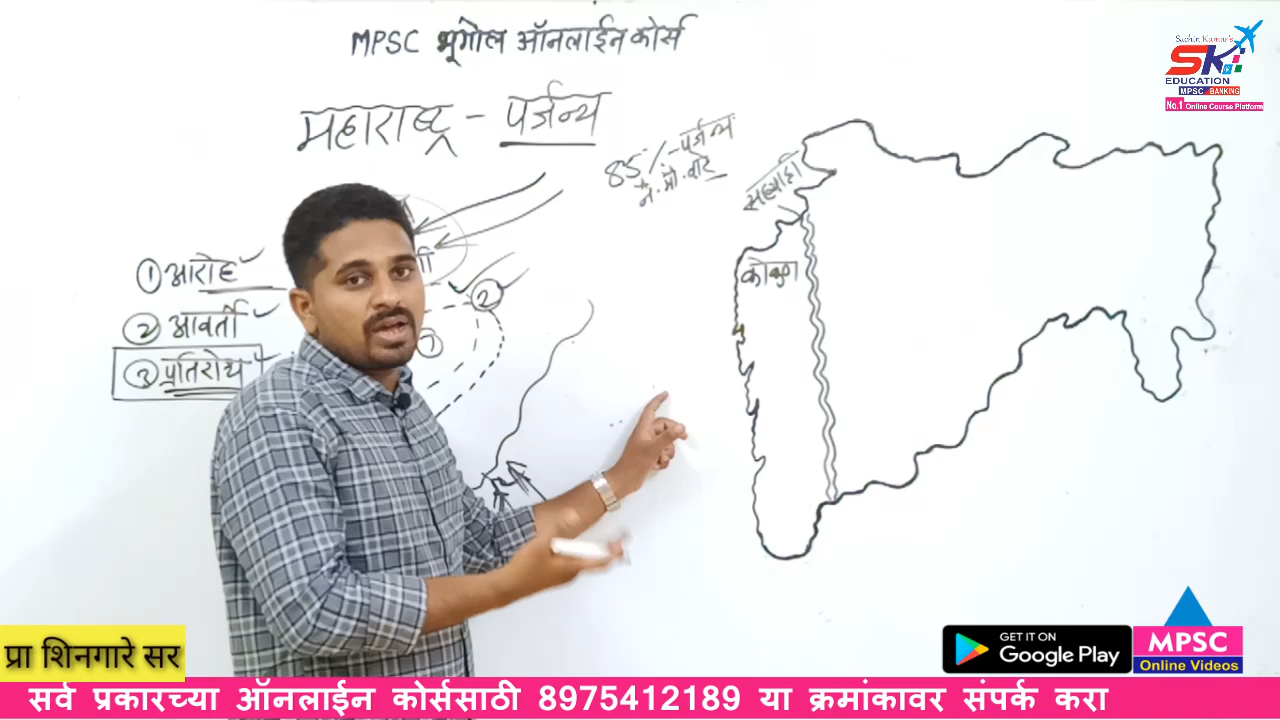 MPSC भूगोल ऑनलाईन कोर्स
Sachin Kumar's
SK
EDUCATION
MPSC BANKING
No.1 Online Course Platform
महाराष्ट्र - पर्जन्य
85% - पर्जन्य
नै. मो. वारे
सह्याद्री
कोकण
① आरोह ✓
② आवर्ती ✓
③ प्रतिरोध ✓
②
①
प्रा शिनगारे सर
GET IT ON
Google Play
MPSC
Online Videos
सर्व प्रकारच्या ऑनलाईन कोर्ससाठी 8975412189 या क्रमांकावर संपर्क करा